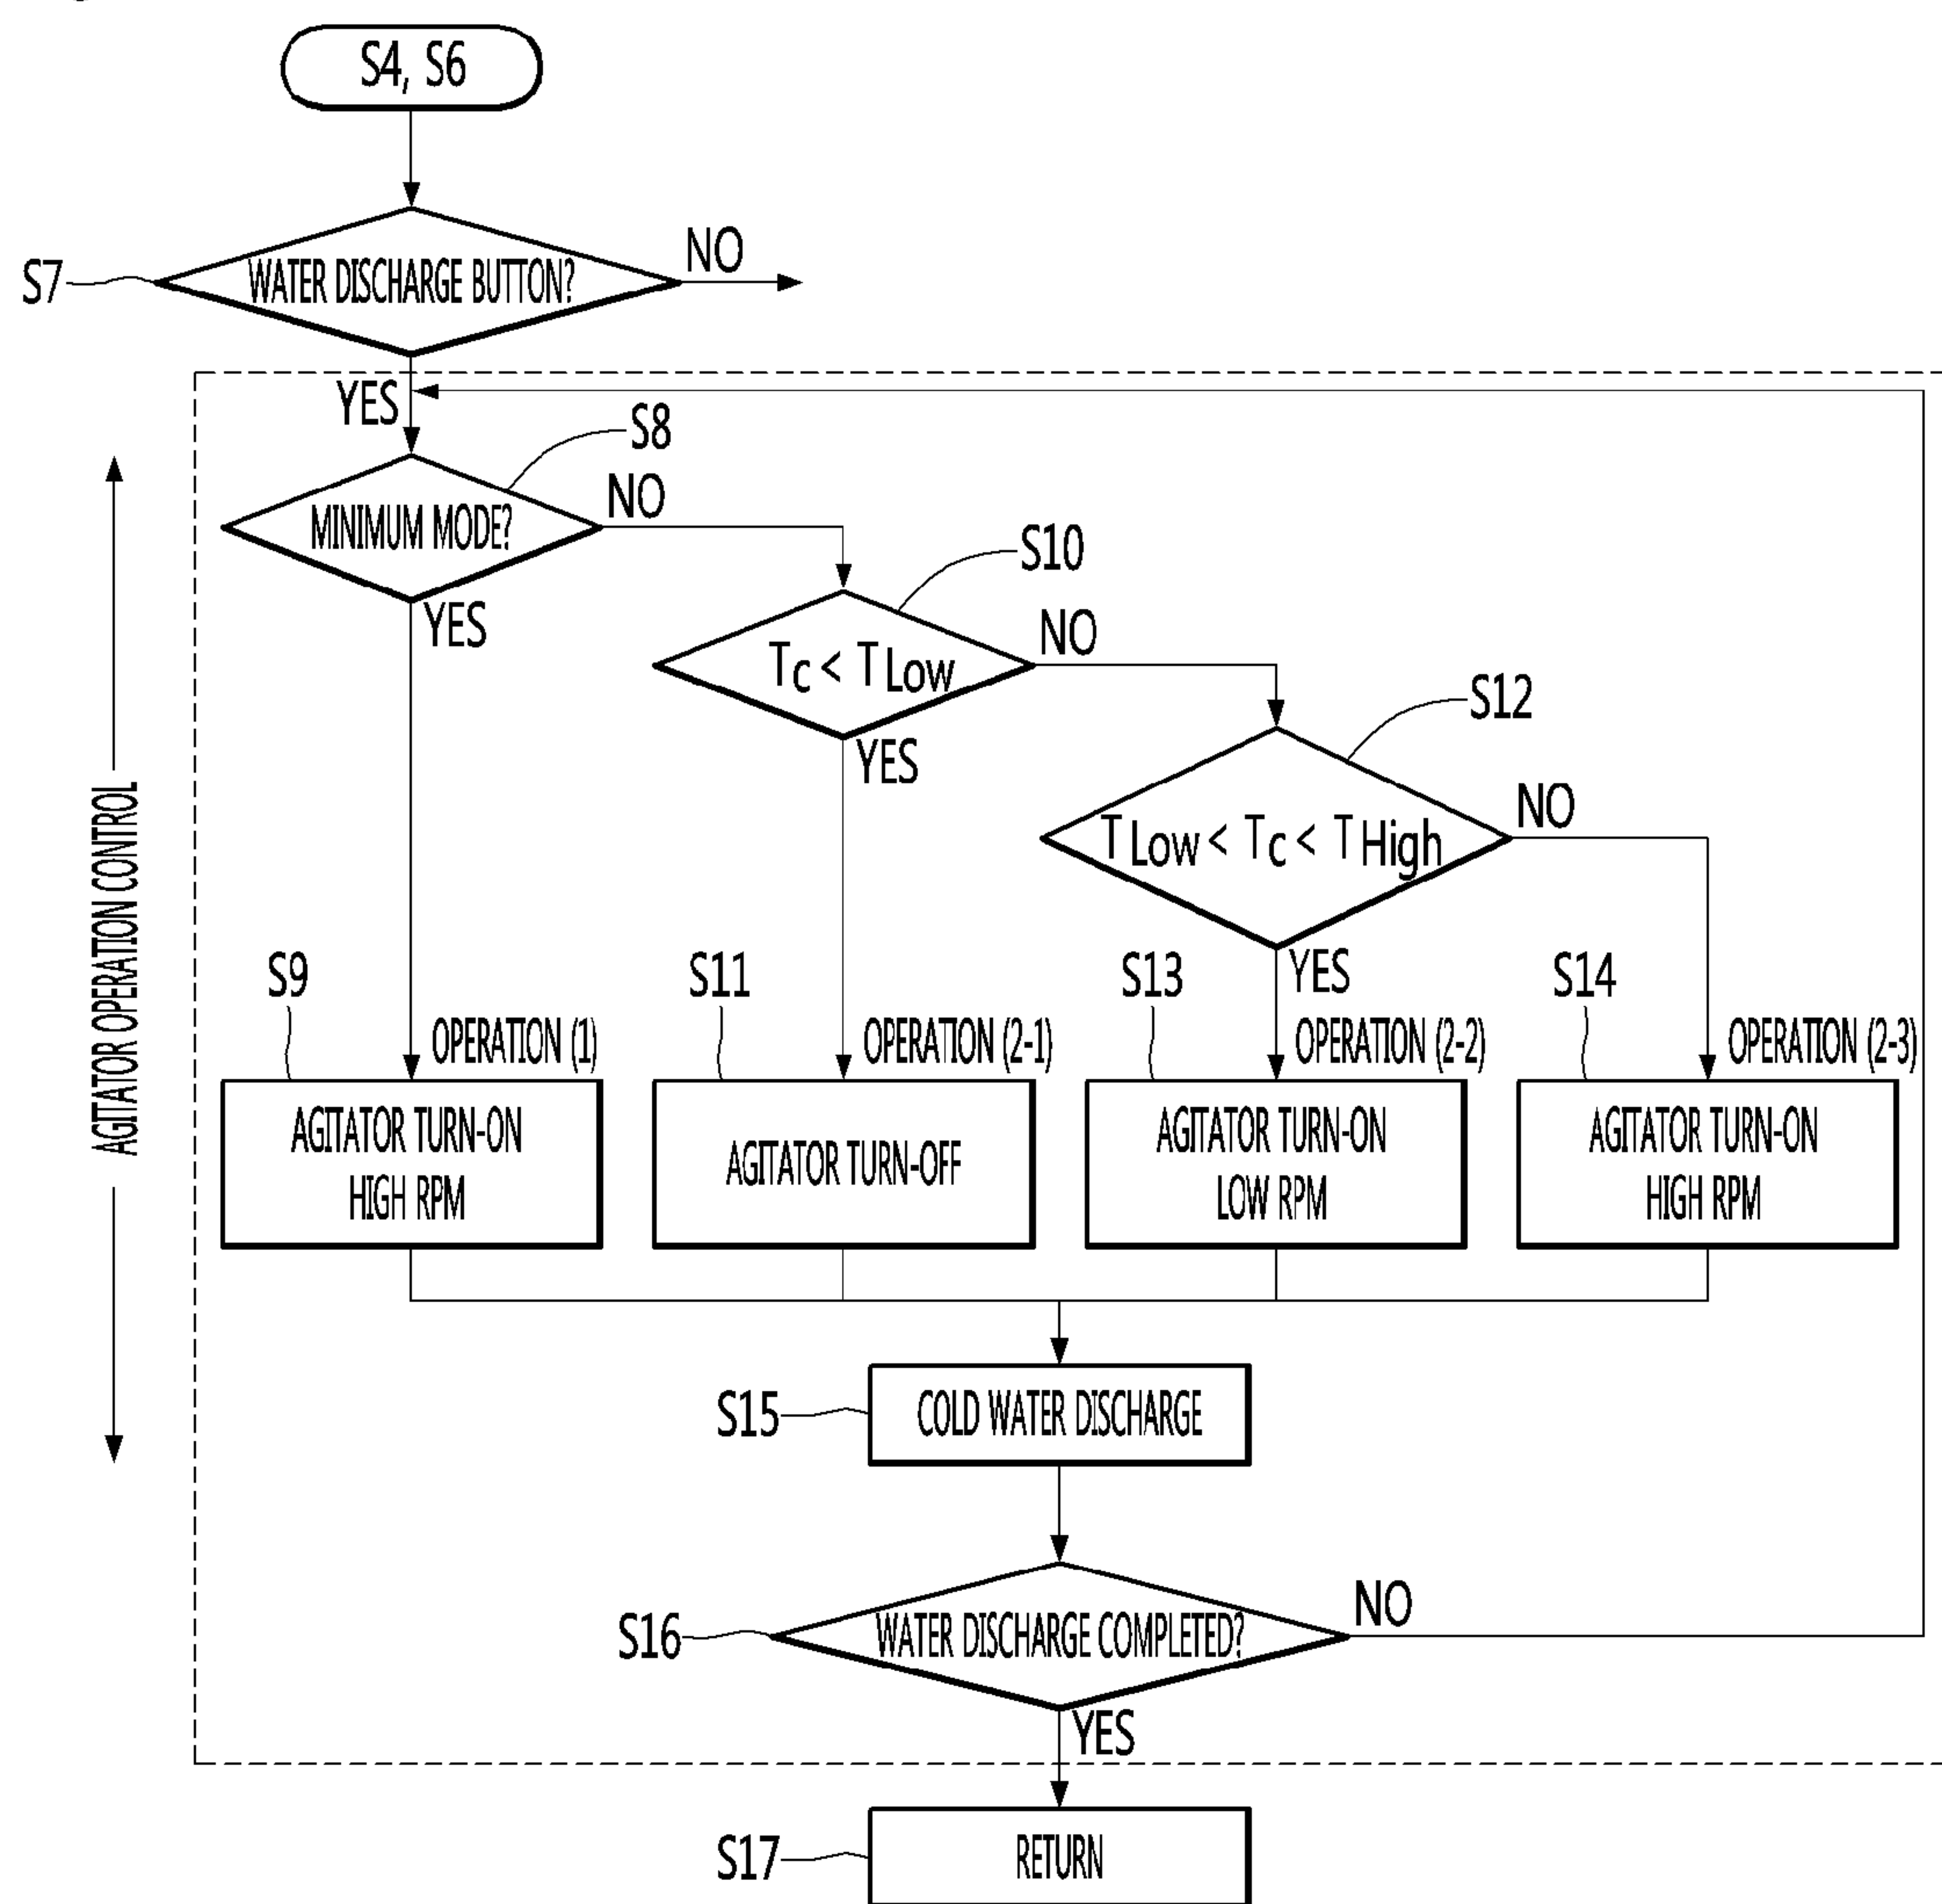 S4, S6
S7
WATER DISCHARGE BUTTON?
NO
YES
S8
MINIMUM MODE?
NO
YES
S10
Tc < TLow
NO
YES
S12
TLow < Tc < THigh
NO
YES
AGITATOR OPERATION CONTROL
S9
OPERATION (1)
AGITATOR TURN-ON
HIGH RPM
S11
OPERATION (2-1)
AGITATOR TURN-OFF
S13
OPERATION (2-2)
AGITATOR TURN-ON
LOW RPM
S14
OPERATION (2-3)
AGITATOR TURN-ON
HIGH RPM
S15
COLD WATER DISCHARGE
S16
WATER DISCHARGE COMPLETED?
NO
YES
S17
RETURN